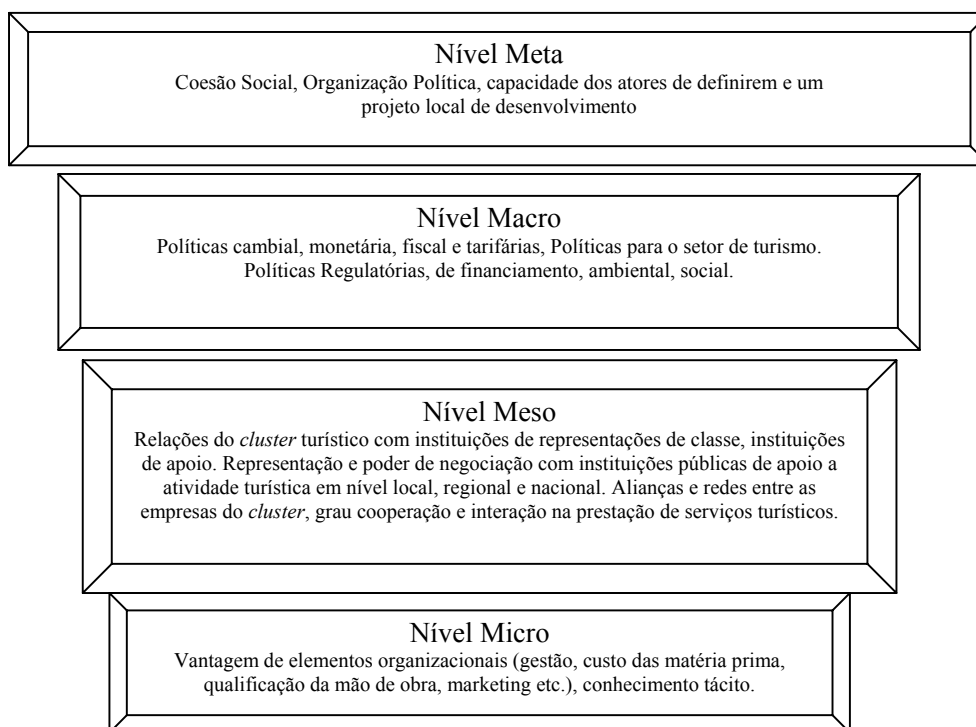 Nível Meta
Coesão Social, Organização Política, capacidade dos atores de definirem e um
projeto local de desenvolvimento
Nível Macro
Políticas cambial, monetária, fiscal e tarifárias, Políticas para o setor de turismo.
Políticas Regulatórias, de financiamento, ambiental, social.
Nível Meso
Relações do cluster turístico com instituições de representações de classe, instituições
de apoio. Representação e poder de negociação com instituições públicas de apoio a
atividade turística em nível local, regional e nacional. Alianças e redes entre as
empresas do cluster, grau cooperação e interação na prestação de serviços turísticos.
Nível Micro
Vantagem de elementos organizacionais (gestão, custo das matéria prima,
qualificação da mão de obra, marketing etc.), conhecimento tácito.